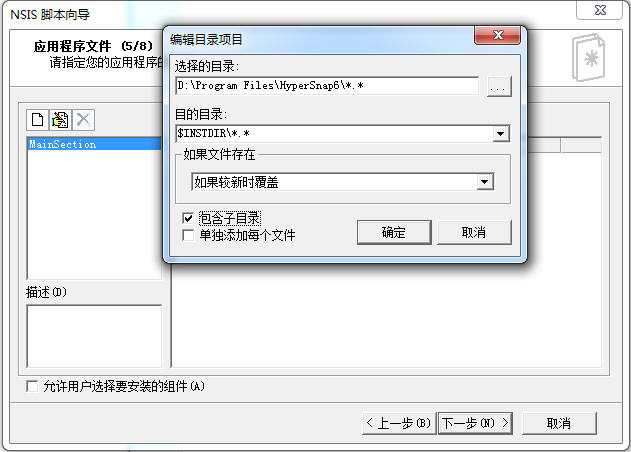 NSIS 脚本向导
应用程序文件 (5/8)
请指定您的应用程序的
编辑目录项目
选择的目录:
D:\Program Files\HyperSnap6\*.*
...
目的目录:
$INSTDIR\*.*
如果文件存在
如果较新时覆盖
包含子目录
单独添加每个文件
确定
取消
MainSection
描述(D)
允许用户选择要安装的组件(A)
< 上一步(B)
下一步(N) >
取消